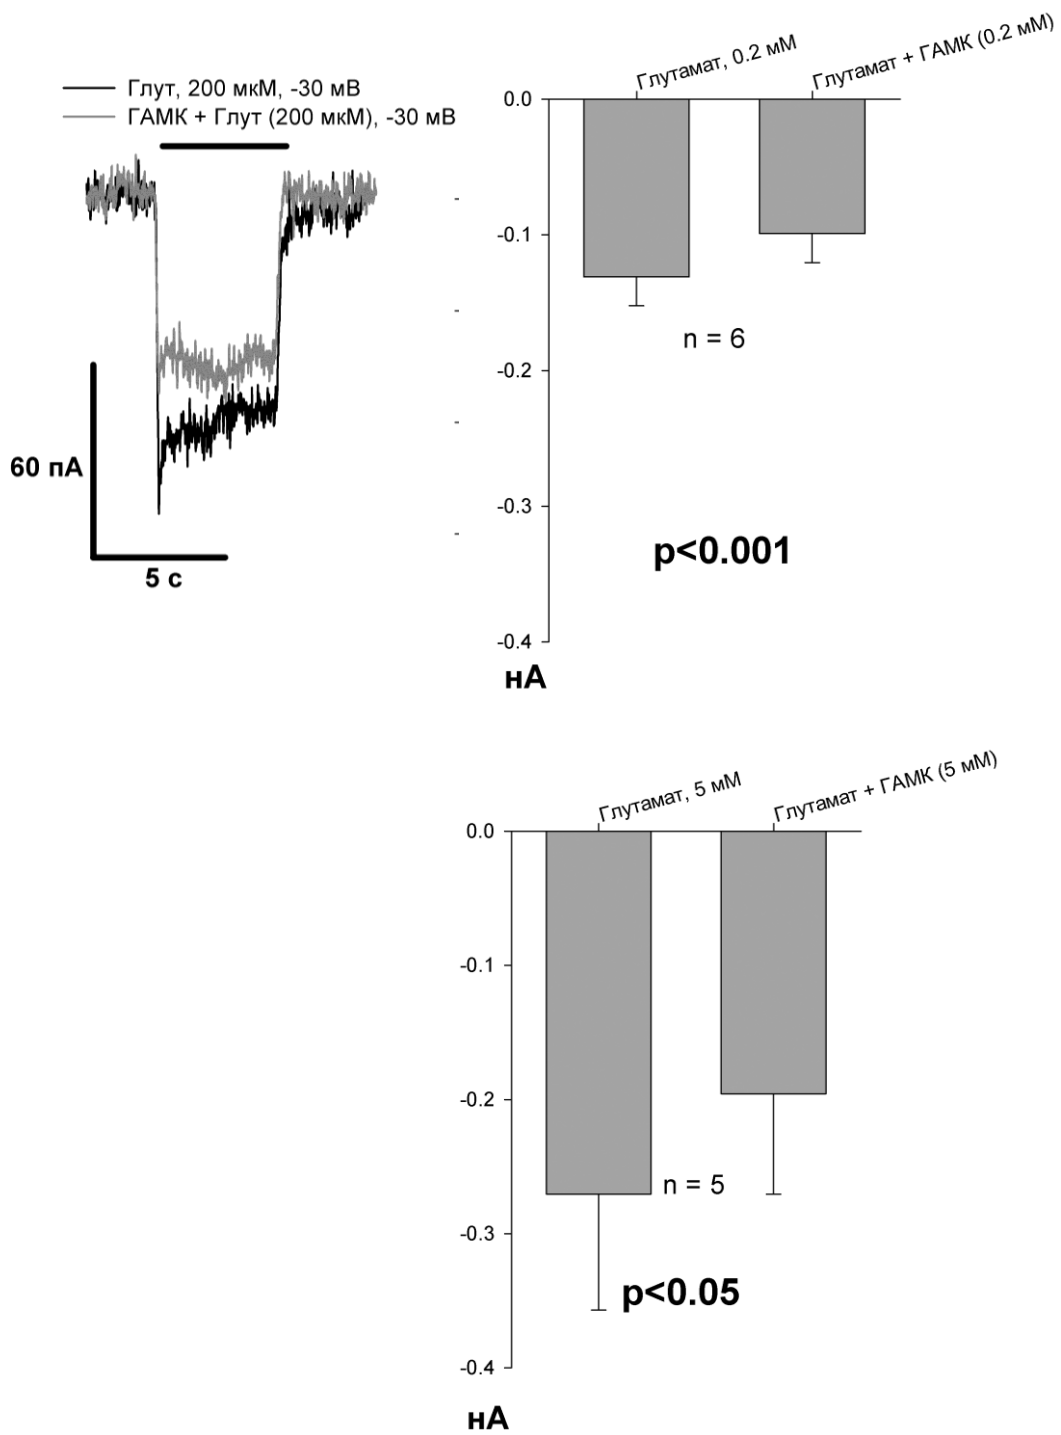 Глут, 200 мкМ, -30 мВ
ГАМК + Глут (200 мкМ), -30 мВ
60 пА
5 с
Глутамат, 0.2 мМ
Глутамат + ГАМК (0.2 мМ)
0.0
-0.1
-0.2
-0.3
-0.4
n = 6
p<0.001
нА
Глутамат, 5 мМ
Глутамат + ГАМК (5 мМ)
0.0
-0.1
-0.2
-0.3
-0.4
n = 5
p<0.05
нА